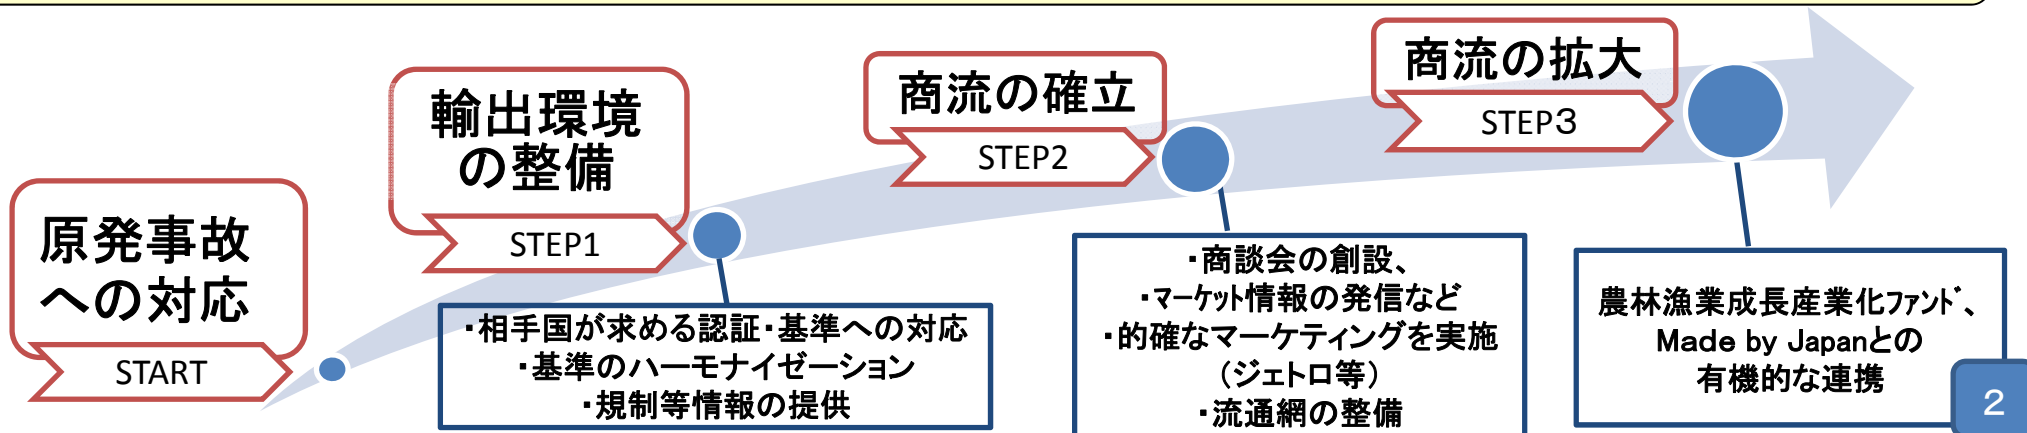 原発事故
への対応
START
輸出環境
の整備
STEP1
・相手国が求める認証・基準への対応
・基準のハーモナイゼーション
・規制等情報の提供
商流の確立
STEP2
・商談会の創設、
・マーケット情報の発信など
・的確なマーケティングを実施
（ジェトロ等）
・流通網の整備
商流の拡大
STEP３
農林漁業成長産業化ファンド、
Made by Japanとの
有機的な連携
2